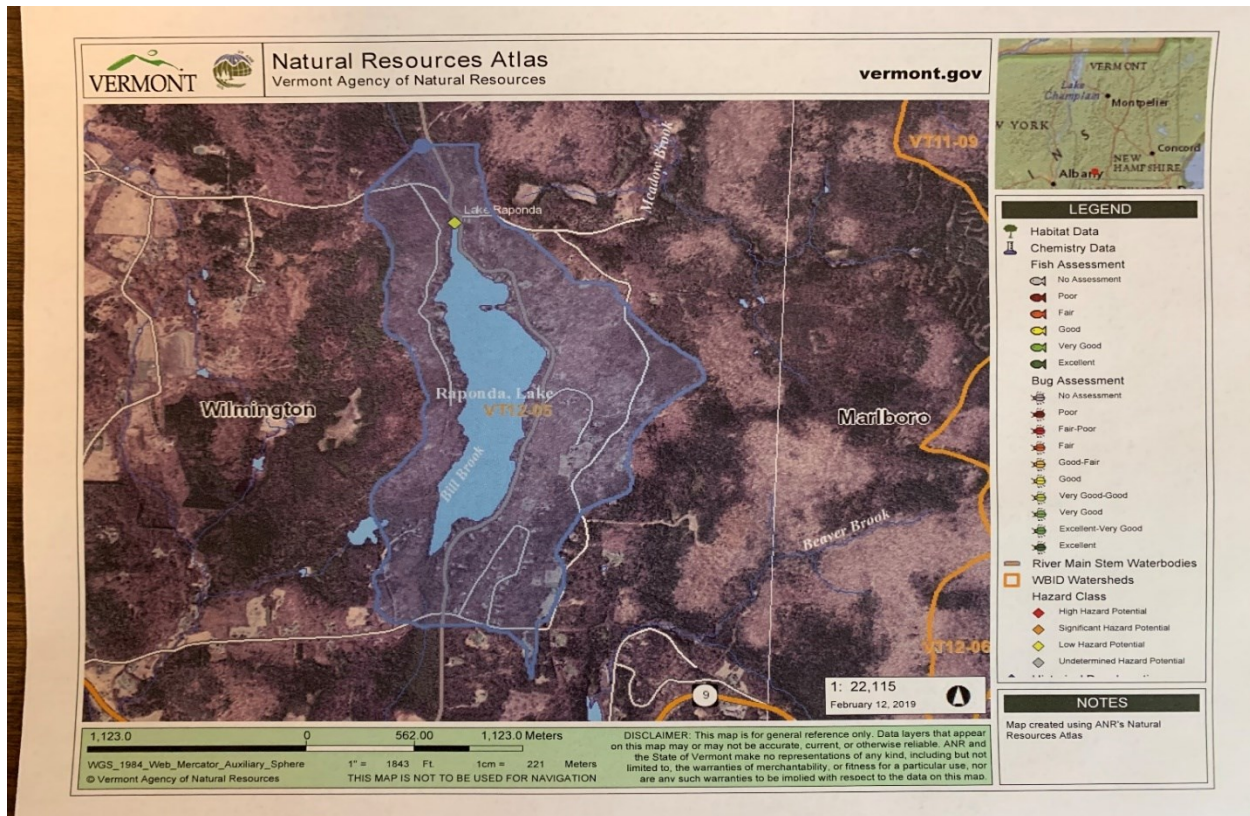 VERMONT
Natural Resources Atlas
Vermont Agency of Natural Resources
vermont.gov
VERMONT
Lake
Champlain
Montpelier
Concord
NEW
HAMPSHIRE
Albany
VT11-09
Meadow Brook
Lake Raponda
Raponda, Lake
VT12-05
Wilmington
Marlboro
Bill Brook
Beaver Brook
VT12-06
9
1: 22,115
February 12, 2019
LEGEND
Habitat Data
Chemistry Data
Fish Assessment
No Assessment
Poor
Fair
Good
Very Good
Excellent
Bug Assessment
No Assessment
Poor
Fair-Poor
Fair
Good-Fair
Good
Very Good-Good
Very Good
Excellent-Very Good
Excellent
River Main Stem Waterbodies
WBID Watersheds
Hazard Class
High Hazard Potential
Significant Hazard Potential
Low Hazard Potential
Undetermined Hazard Potential
NOTES
Map created using ANR's Natural
Resources Atlas
1,123.0 0 562.00 1,123.0 Meters
WGS_1984_Web_Mercator_Auxiliary_Sphere 1" = 1843 Ft. 1cm = 221 Meters
© Vermont Agency of Natural Resources THIS MAP IS NOT TO BE USED FOR NAVIGATION
DISCLAIMER: This map is for general reference only. Data layers that appear
on this map may or may not be accurate, current, or otherwise reliable. ANR and
the State of Vermont make no representations of any kind, including but not
limited to, the warranties of merchantability, or fitness for a particular use, nor
are any such warranties to be implied with respect to the data on this map.